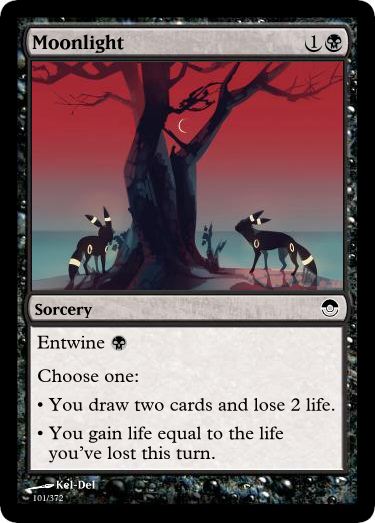 Moonlight 1
Sorcery
Entwine
Choose one:
• You draw two cards and lose 2 life.
• You gain life equal to the life
you've lost this turn.
Kel-Del
101/372